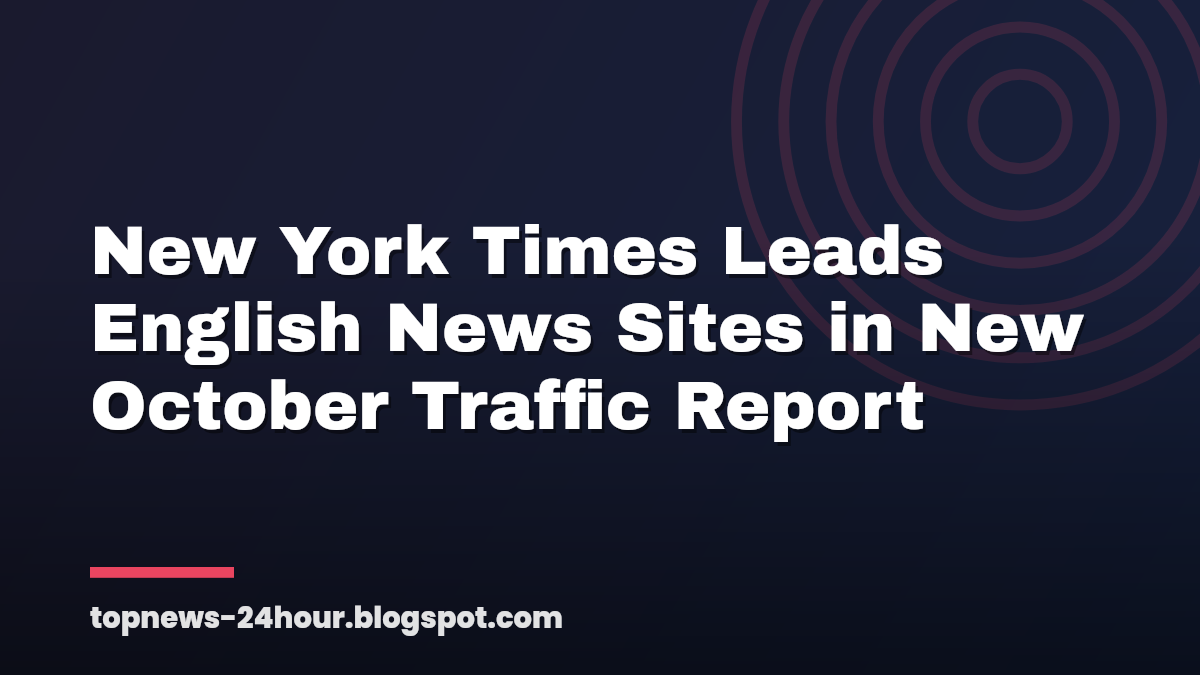 New York Times Leads
English News Sites in New
October Traffic Report
topnews-24hour.blogspot.com